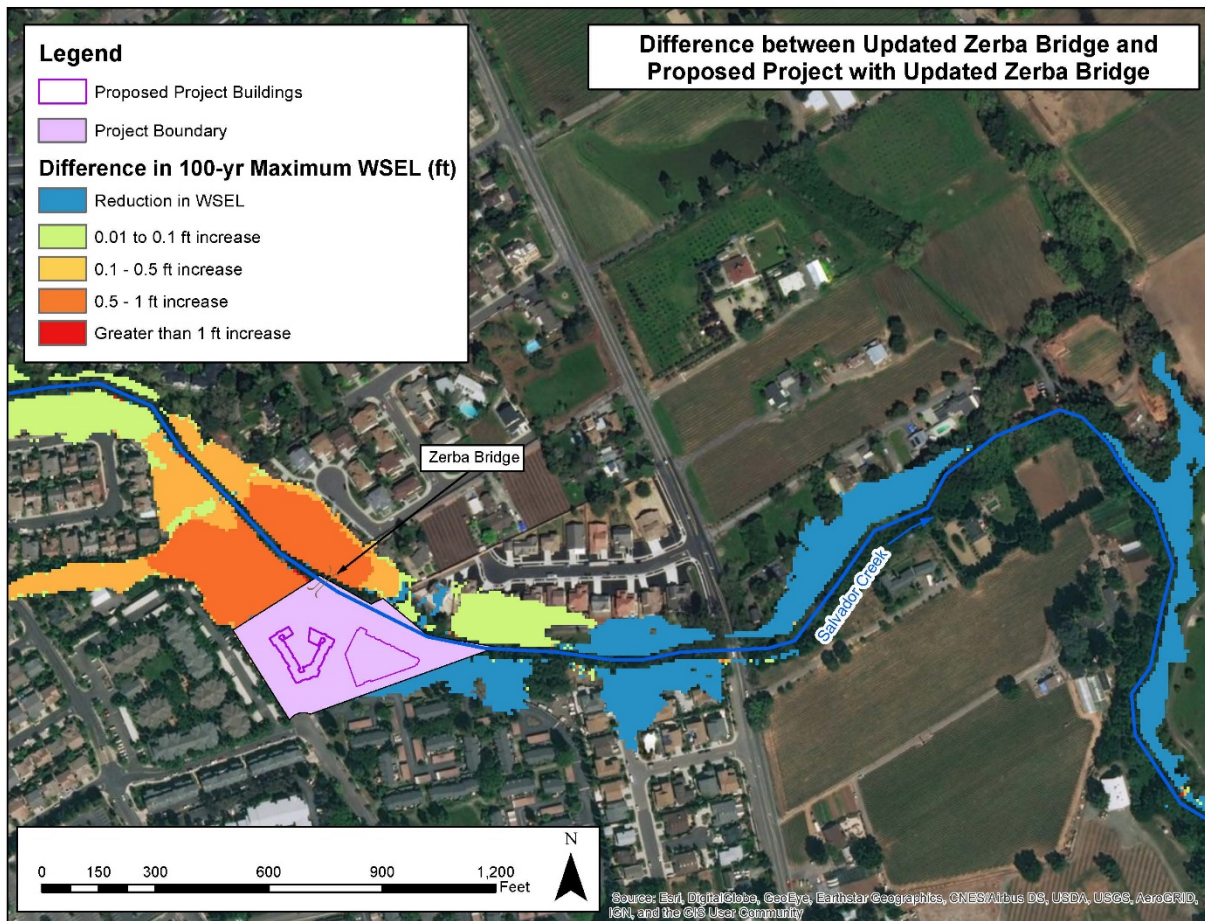 Legend
Proposed Project Buildings
Project Boundary
Difference in 100-yr Maximum WSEL (ft)
Reduction in WSEL
0.01 to 0.1 ft increase
0.1 - 0.5 ft increase
0.5 - 1 ft increase
Greater than 1 ft increase
Difference between Updated Zerba Bridge and
Proposed Project with Updated Zerba Bridge
Zerba Bridge
Salvador Creek
0 150 300 600 900 1,200
Feet
N
Source: Esri, DigitalGlobe, GeoEye, Earthstar Geographics, CNES/Airbus DS, USDA, USGS, AeroGRID,
IGN, and the GIS User Community